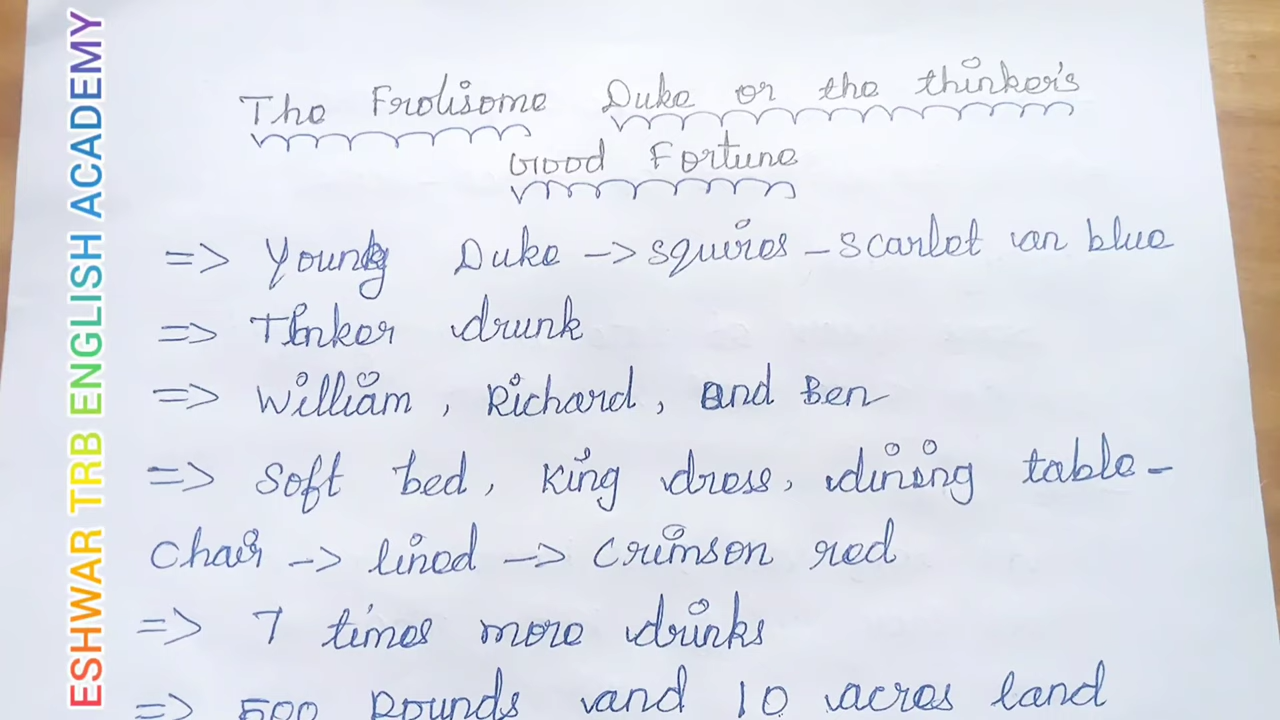 ESHWAR TRB ENGLISH ACADEMY
The Frolisome Duke or the thinker's
Good Fortune
=> Young Duke -> squires - scarlet an blue
=> Tinker drunk
=> William, Richard, and Ben
=> Soft bed, King dress, dining table -
Chair -> lined -> Crimson red
=> 7 times more drinks
=> 500 Pounds and 10 acres land